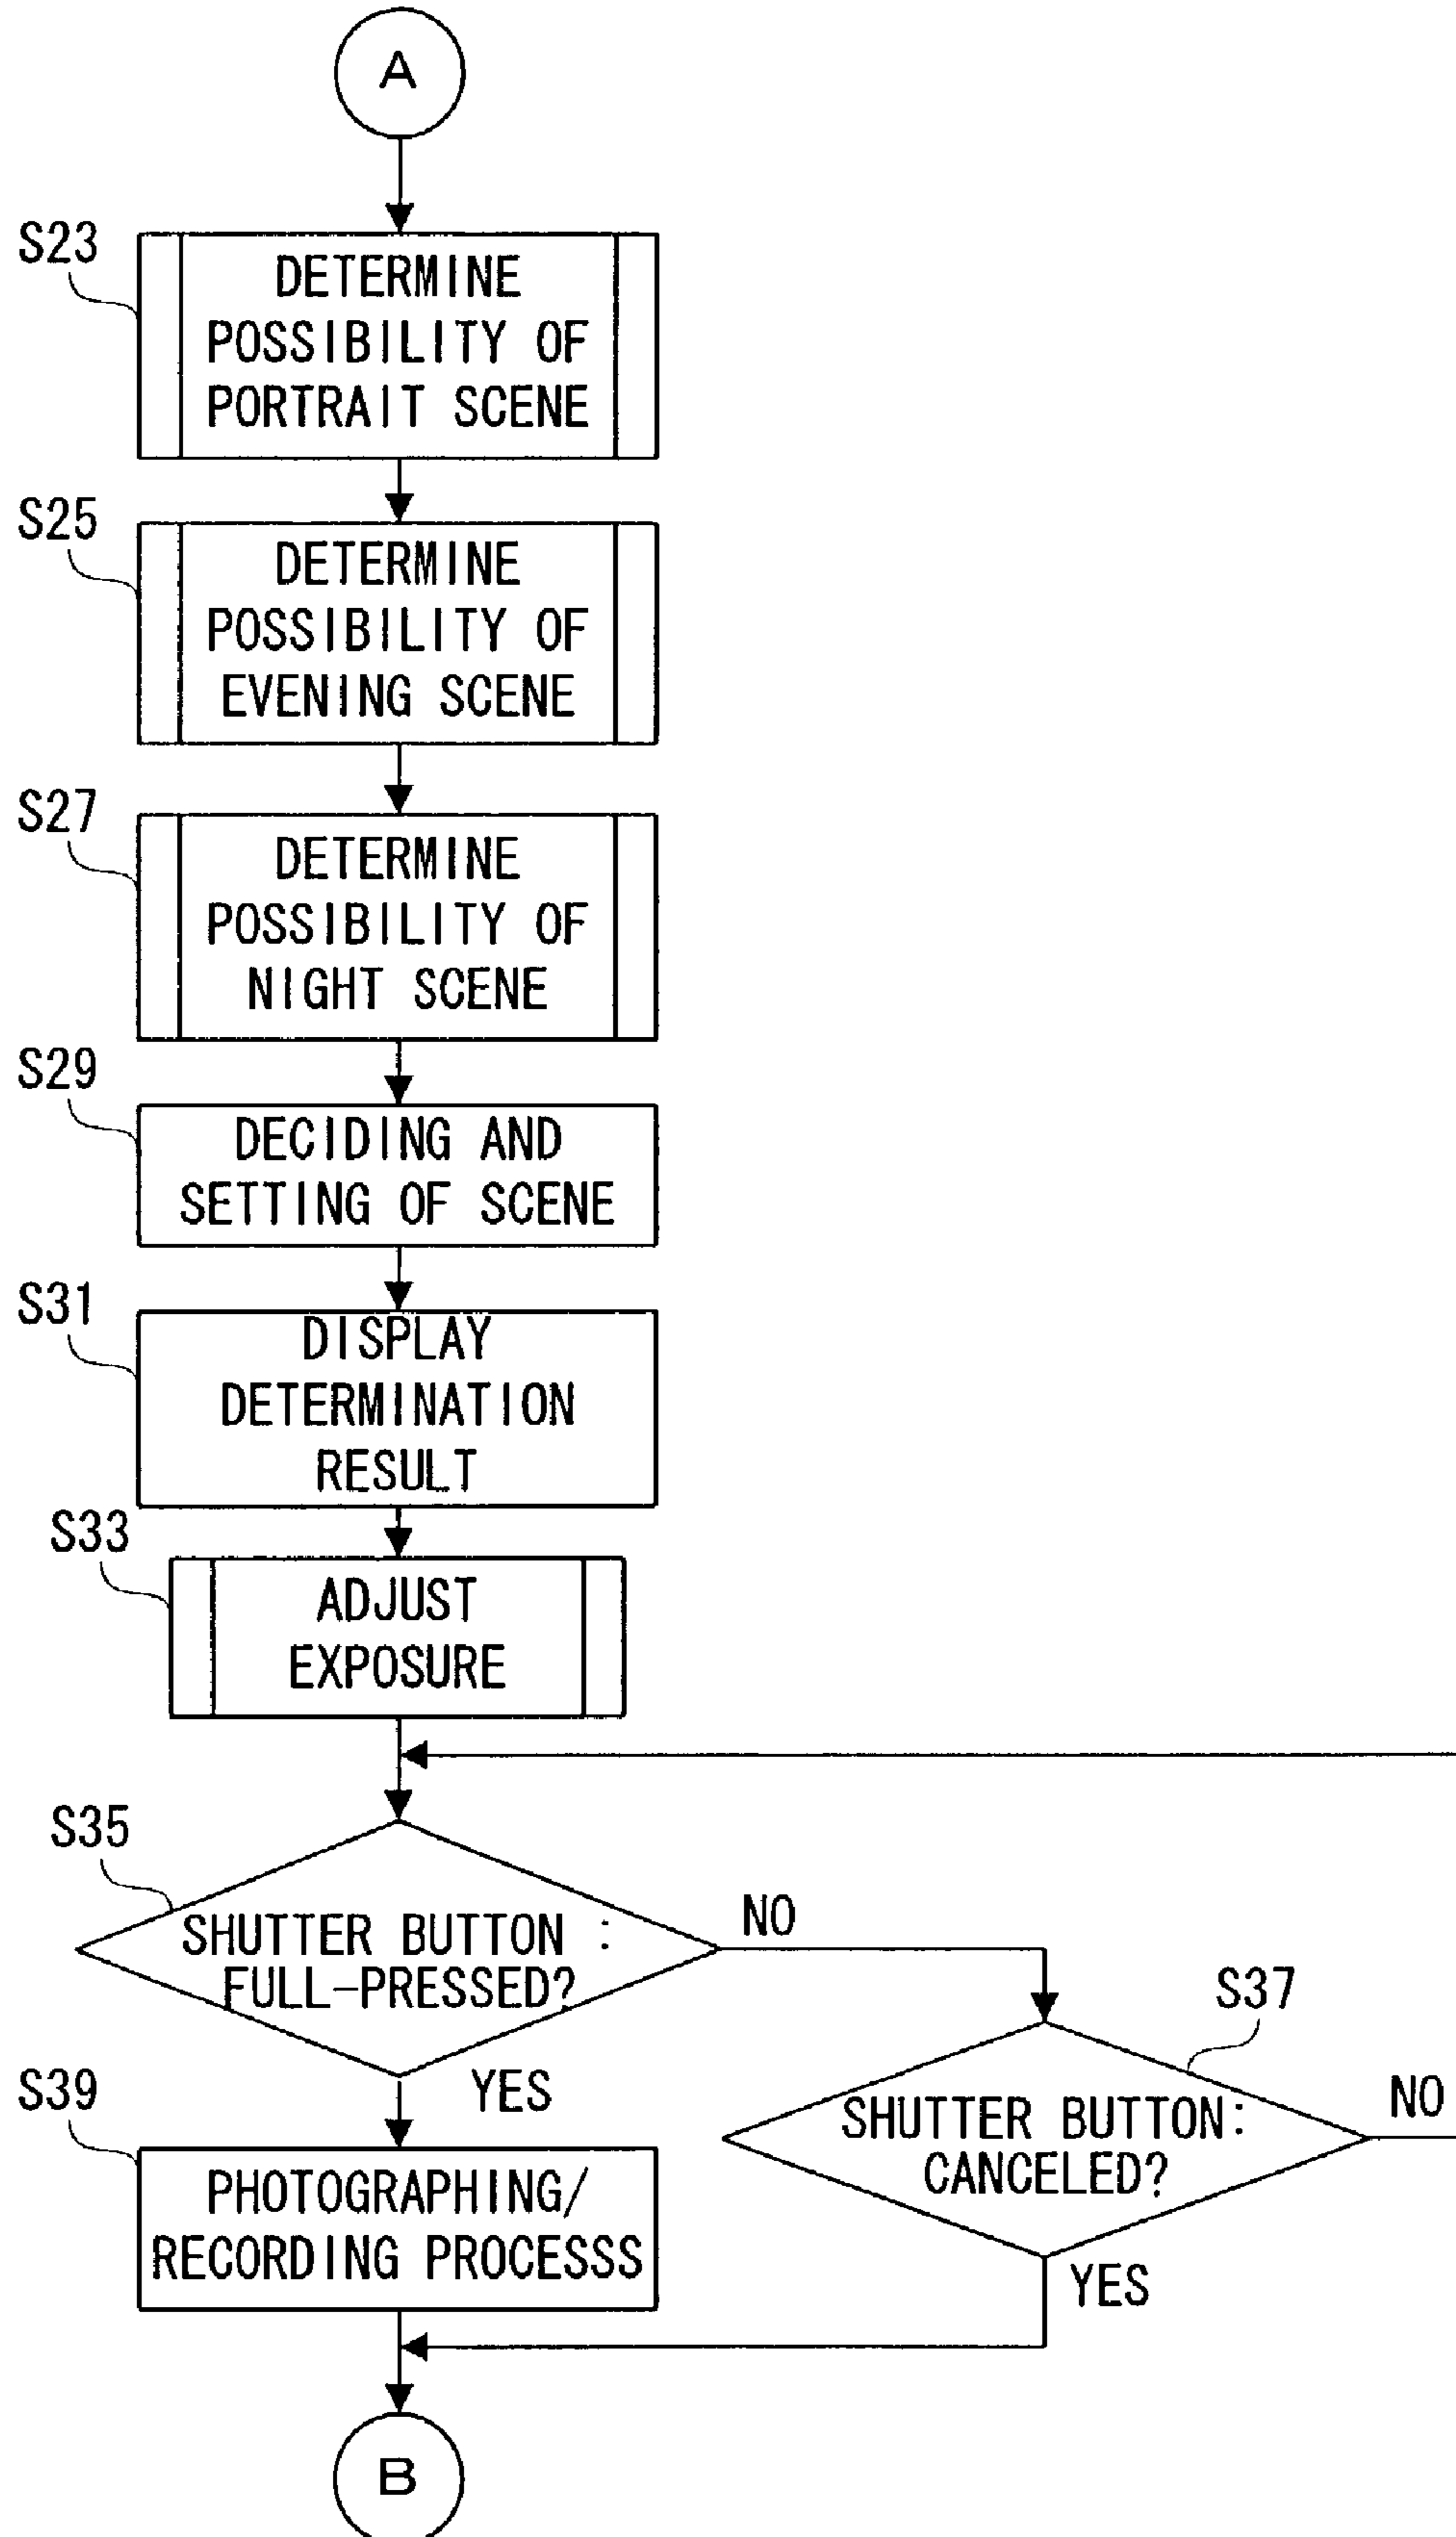 A
S23
DETERMINE
POSSIBILITY OF
PORTRAIT SCENE
S25
DETERMINE
POSSIBILITY OF
EVENING SCENE
S27
DETERMINE
POSSIBILITY OF
NIGHT SCENE
S29
DECIDING AND
SETTING OF SCENE
S31
DISPLAY
DETERMINATION
RESULT
S33
ADJUST
EXPOSURE
S35
SHUTTER BUTTON :
FULL-PRESSED?
NO
YES
S37
SHUTTER BUTTON:
CANCELED?
NO
YES
S39
PHOTOGRAPHING/
RECORDING PROCESSS
B